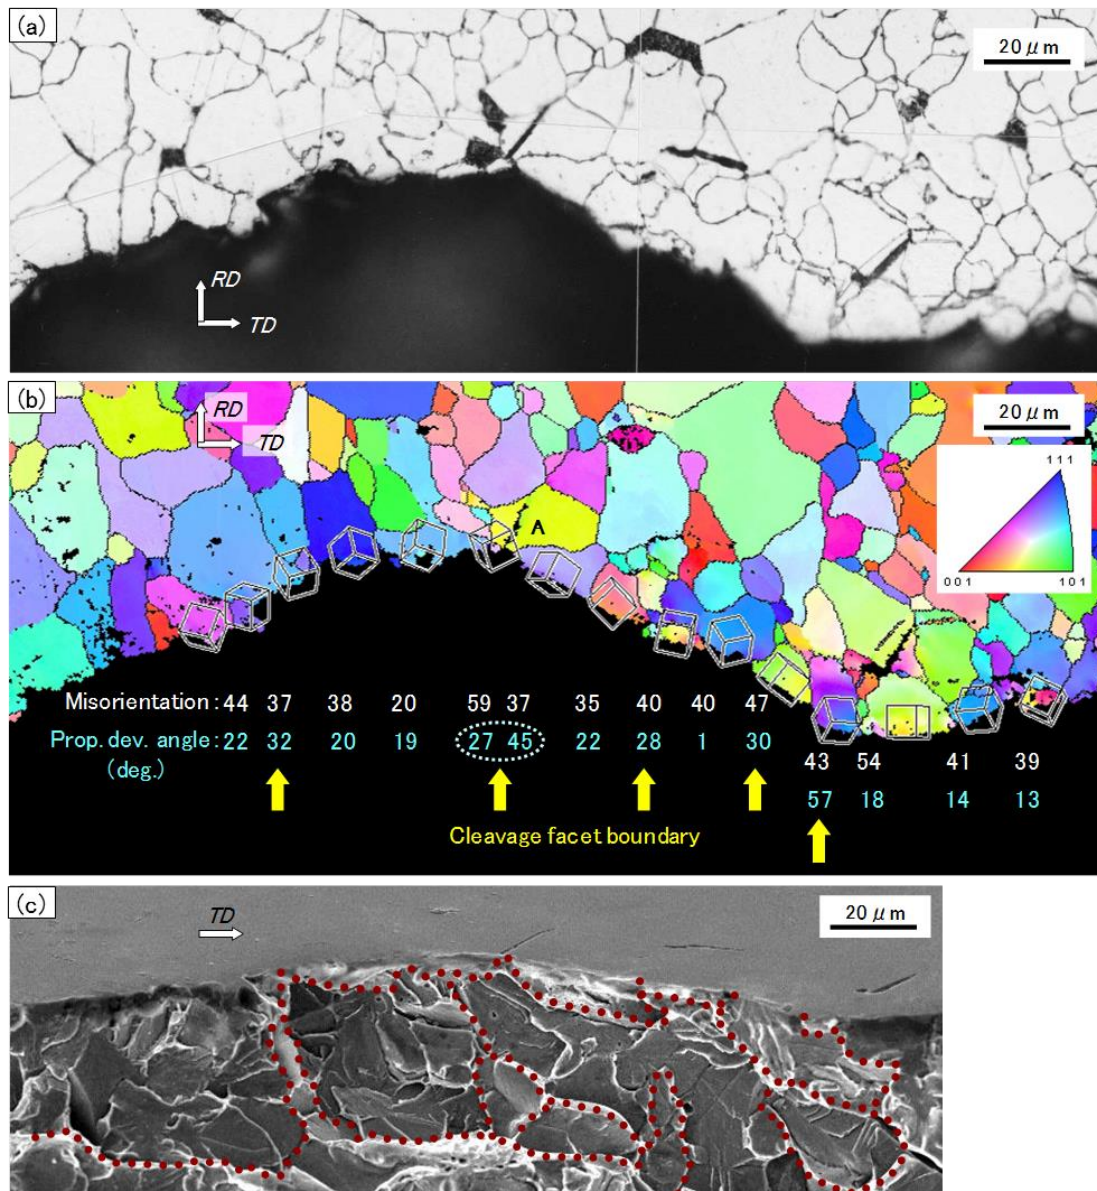 (a)
20 μm
RD
TD
(b)
RD
TD
20 μm
111
001 101
A
Misorientation: 44 37 38 20 59 37 35 40 40 47
Prop. dev. angle: 22 32 20 19 27 45 22 28 1 30
(deg.)
43 54 41 39
57 18 14 13
Cleavage facet boundary
(c)
TD
20 μm